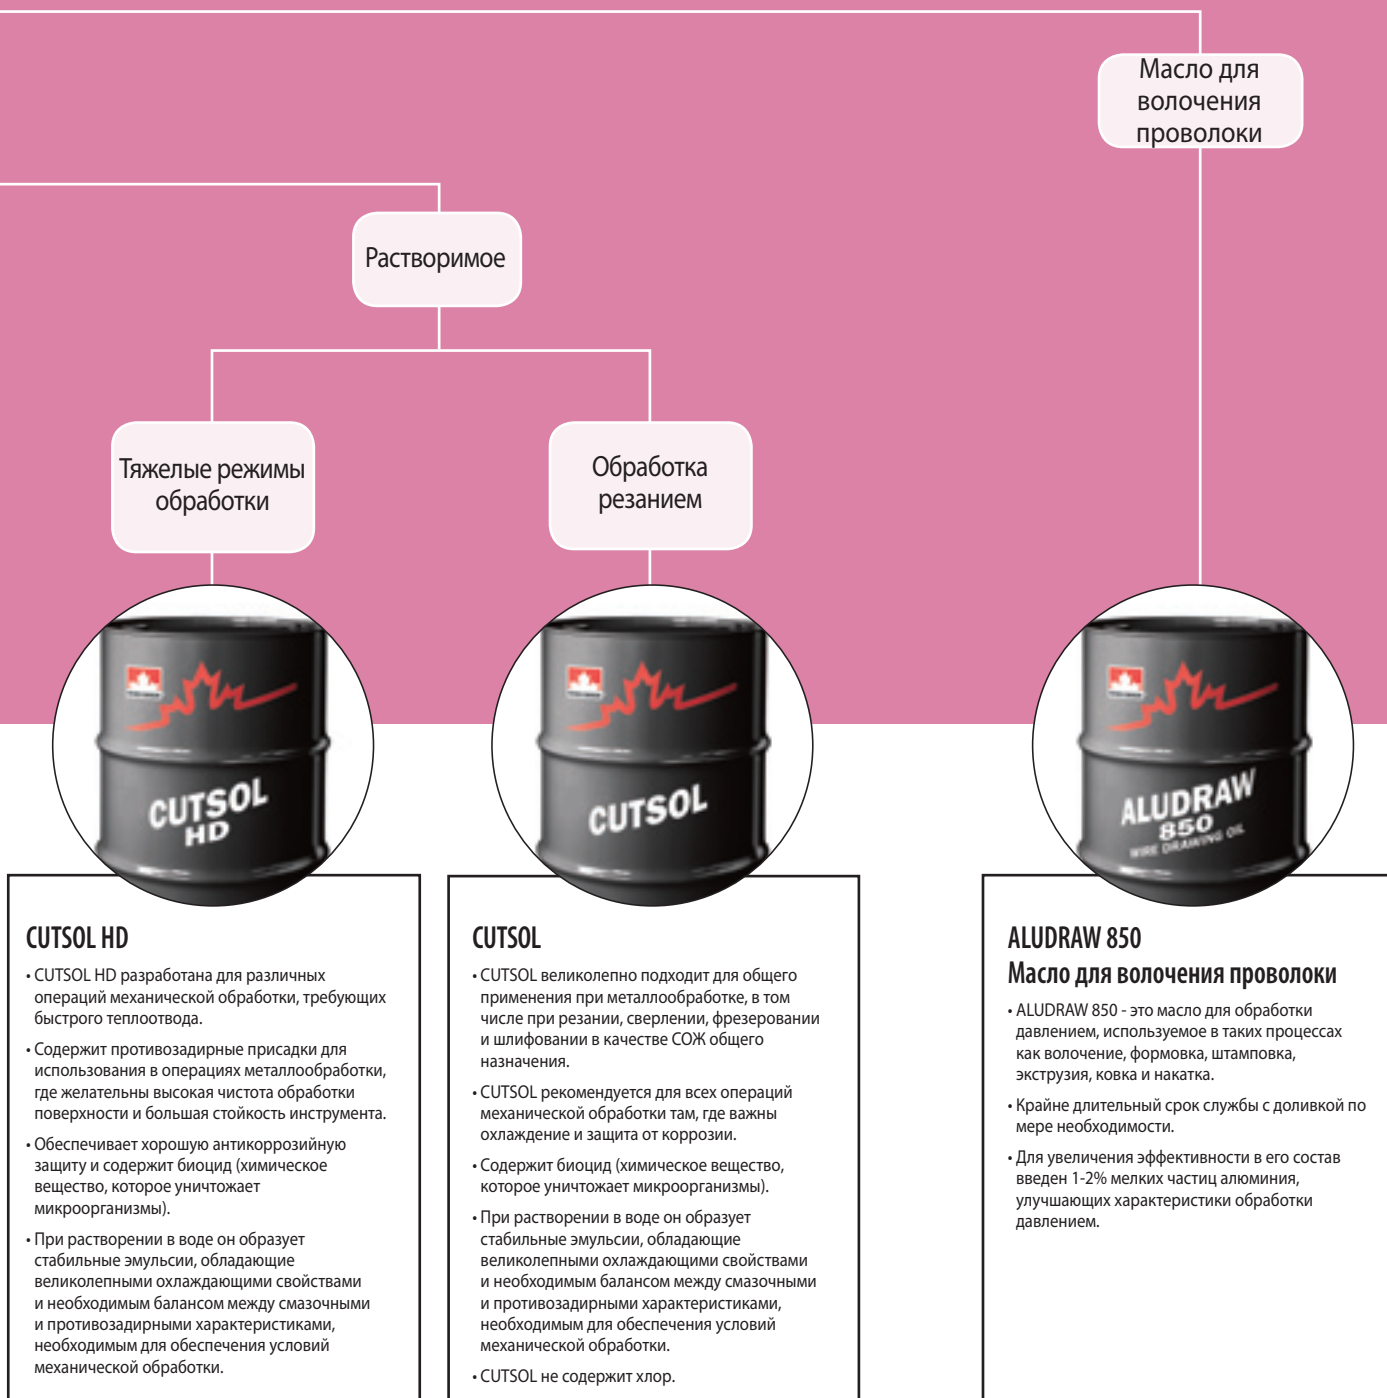 Масло для
волочения
проволоки
Растворимое
Тяжелые режимы
обработки
Обработка
резанием
CUTSOL
HD
CUTSOL
ALUDRAW
850
WIRE DRAWING OIL
CUTSOL HD
• CUTSOL HD разработана для различных
операций механической обработки, требующих
быстрого теплоотвода.
• Содержит противозадирные присадки для
использования в операциях металлообработки,
где желательны высокая чистота обработки
поверхности и большая стойкость инструмента.
• Обеспечивает хорошую антикоррозийную
защиту и содержит биоцид (химическое
вещество, которое уничтожает
микроорганизмы).
• При растворении в воде он образует
стабильные эмульсии, обладающие
великолепными охлаждающими свойствами
и необходимым балансом между смазочными
и противозадирными характеристиками,
необходимым для обеспечения условий
механической обработки.
CUTSOL
• CUTSOL великолепно подходит для общего
применения при металлообработке, в том
числе при резании, сверлении, фрезеровании
и шлифовании в качестве СОЖ общего
назначения.
• CUTSOL рекомендуется для всех операций
механической обработки там, где важны
охлаждение и защита от коррозии.
• Содержит биоцид (химическое вещество,
которое уничтожает микроорганизмы).
• При растворении в воде он образует
стабильные эмульсии, обладающие
великолепными охлаждающими свойствами
и необходимым балансом между смазочными
и противозадирными характеристиками,
необходимым для обеспечения условий
механической обработки.
• CUTSOL не содержит хлор.
ALUDRAW 850
Масло для волочения проволоки
• ALUDRAW 850 - это масло для обработки
давлением, используемое в таких процессах
как волочение, формовка, штамповка,
экструзия, ковка и накатка.
• Крайне длительный срок службы с доливкой по
мере необходимости.
• Для увеличения эффективности в его состав
введен 1-2% мелких частиц алюминия,
улучшающих характеристики обработки
давлением.